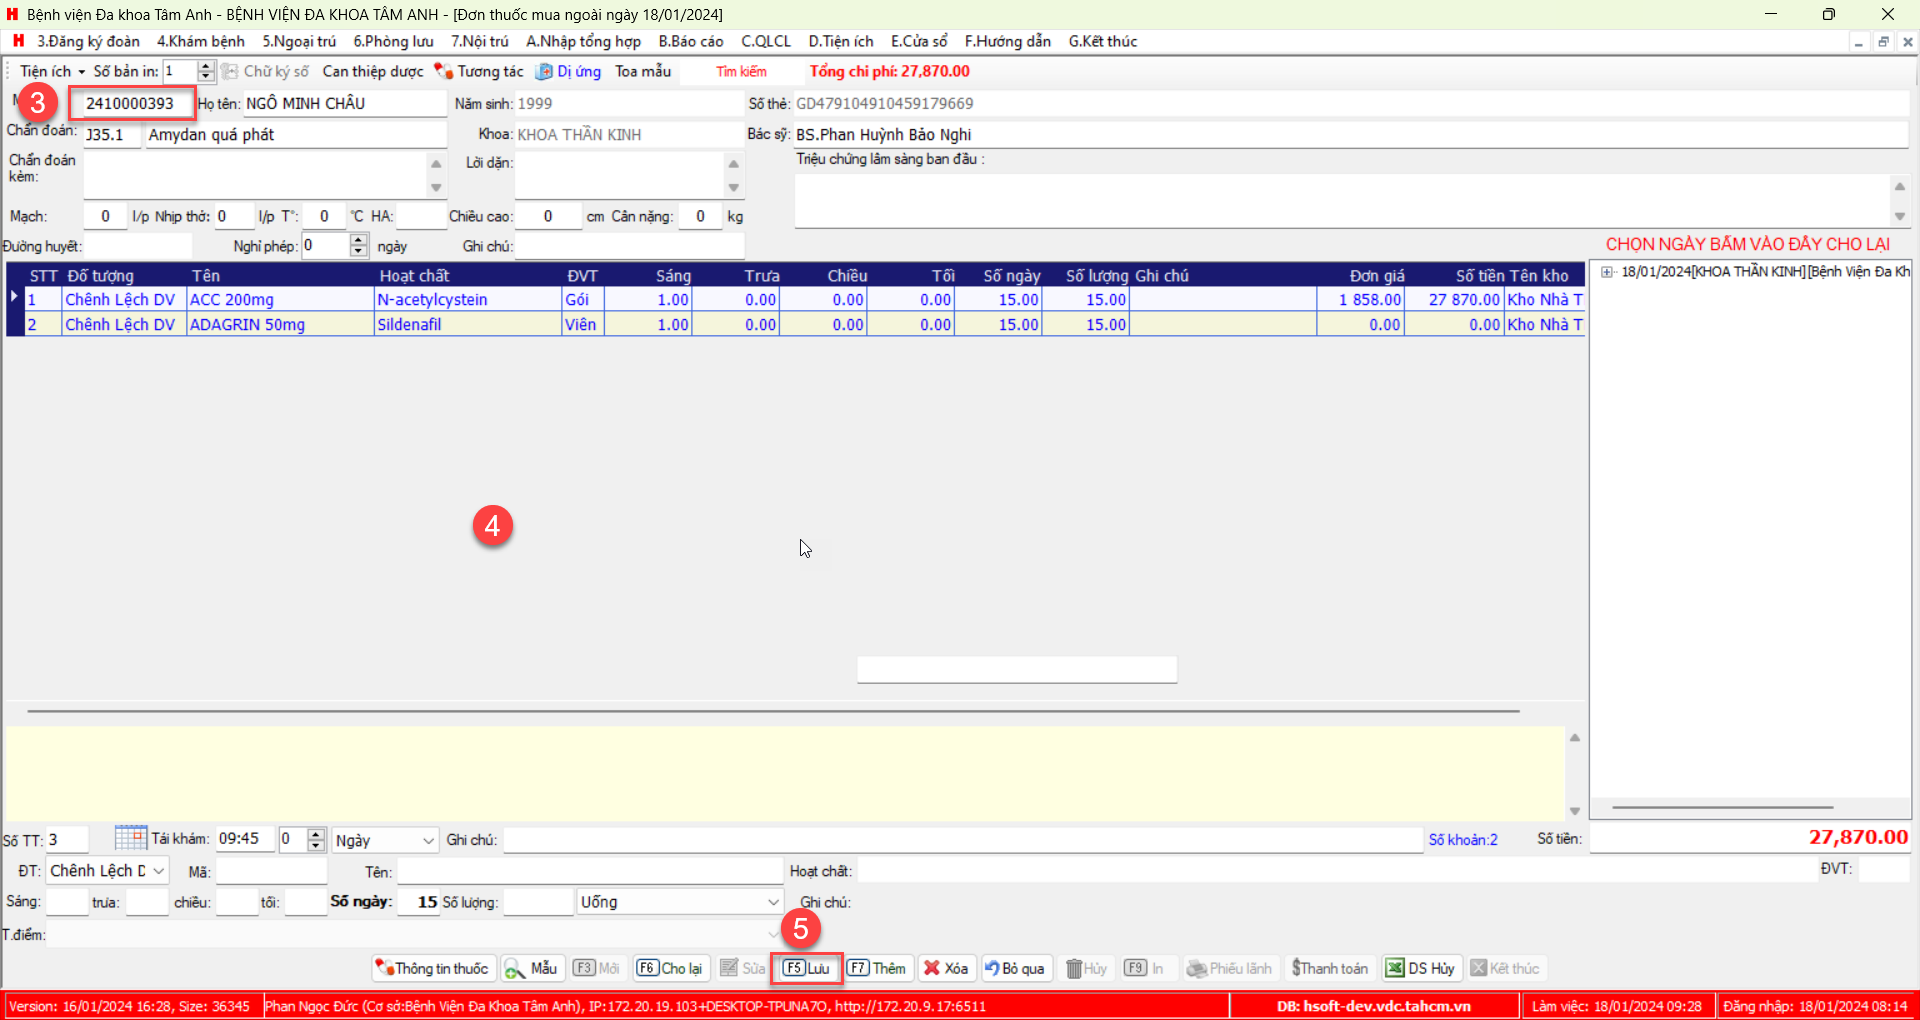 Bệnh viện Đa khoa Tâm Anh - BỆNH VIỆN ĐA KHOA TÂM ANH - [Đơn thuốc mua ngoài ngày 18/01/2024]
3.Đăng ký đoàn 4.Khám bệnh 5.Ngoại trú 6.Phòng lưu 7.Nội trú A.Nhập tổng hợp B.Báo cáo C.QLCL D.Tiện ích E.Cửa sổ F.Hướng dẫn G.Kết thúc
Tiện ích Số bản in: 1 Chữ ký số Can thiệp dược Tương tác Dị ứng Toa mẫu Tìm kiếm Tổng chi phí: 27,870.00
3 2410000393 Họ tên: NGÔ MINH CHÂU Năm sinh: 1999 Số thẻ: GD479104910459179669
Chẩn đoán: J35.1 Amydan quá phát Khoa: KHOA THẦN KINH Bác sỹ: BS.Phan Huỳnh Bảo Nghi
Chẩn đoán kèm: Lời dặn: Triệu chứng lâm sàng ban đầu :
Mạch: 0 l/p Nhịp thở: 0 l/p T°: 0 °C HA: Chiều cao: 0 cm Cân nặng: 0 kg
Đường huyết: Nghỉ phép: 0 ngày Ghi chú: CHỌN NGÀY BẤM VÀO ĐÂY CHO LẠI
STT Đố tượng Tên Hoạt chất ĐVT Sáng Trưa Chiều Tối Số ngày Số lượng Ghi chú Đơn giá Số tiền Tên kho
1 Chênh Lệch DV ACC 200mg N-acetylcystein Gói 1.00 0.00 0.00 0.00 15.00 15.00 1 858.00 27 870.00 Kho Nhà T
2 Chênh Lệch DV ADAGRIN 50mg Sildenafil Viên 1.00 0.00 0.00 0.00 15.00 15.00 0.00 0.00 Kho Nhà T
18/01/2024[KHOA THẦN KINH][Bệnh Viện Đa Kh
4
Số TT: 3 Tái khám: 09:45 0 Ngày Ghi chú: Số khoản:2 Số tiền: 27,870.00
ĐT: Chênh Lệch D Mã: Tên: Hoạt chất: ĐVT:
Sáng: trưa: chiều: tối: Số ngày: 15 Số lượng: Uống Ghi chú:
T.điểm: 5
Thông tin thuốc Mẫu F3 Mới F6 Cho lại Sửa F5 Lưu F7 Thêm Xóa Bỏ qua Hủy F9 In Phiếu lãnh $Thanh toán DS Hủy Kết thúc
Version: 16/01/2024 16:28, Size: 36345 Phan Ngọc Đức (Cơ sở:Bệnh Viện Đa Khoa Tâm Anh), IP:172.20.19.103+DESKTOP-TPUNA7O, http://172.20.9.17:6511 DB: hsoft-dev.vdc.tahcm.vn Làm việc: 18/01/2024 09:28 Đăng nhập: 18/01/2024 08:14